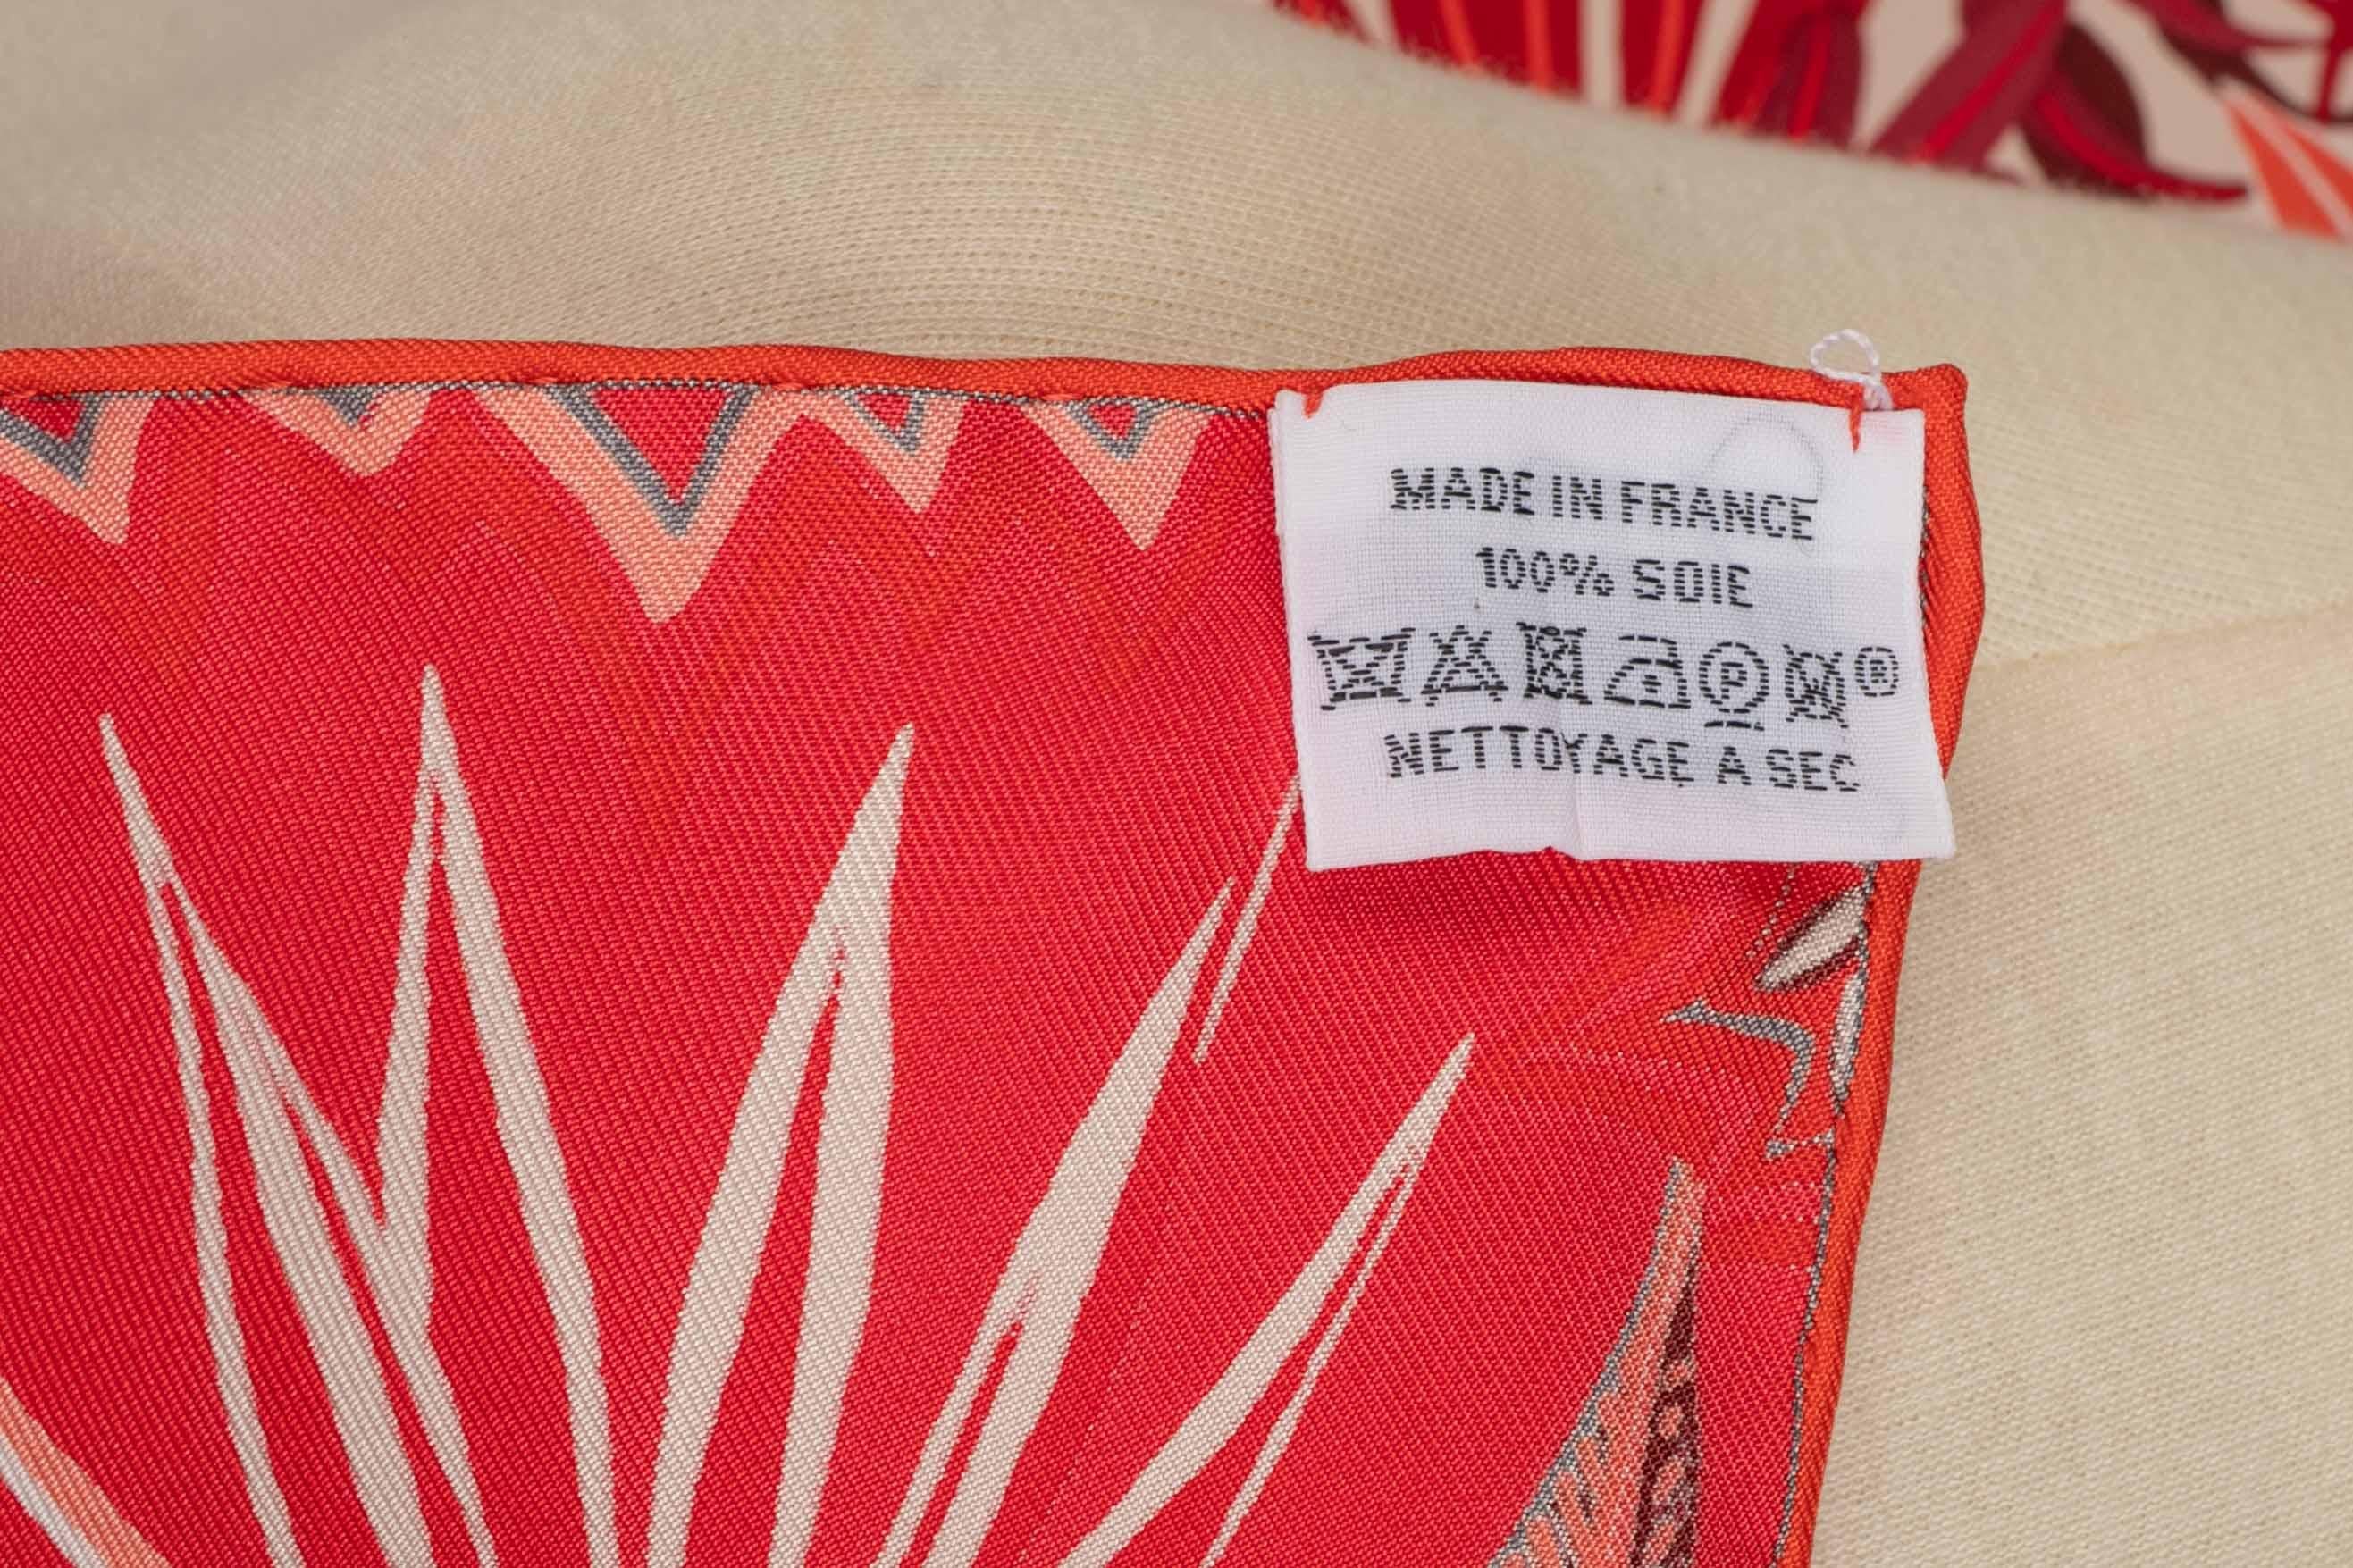 MADE IN FRANCE
100% SOIE
P ®
NETTOYAGE A SEC